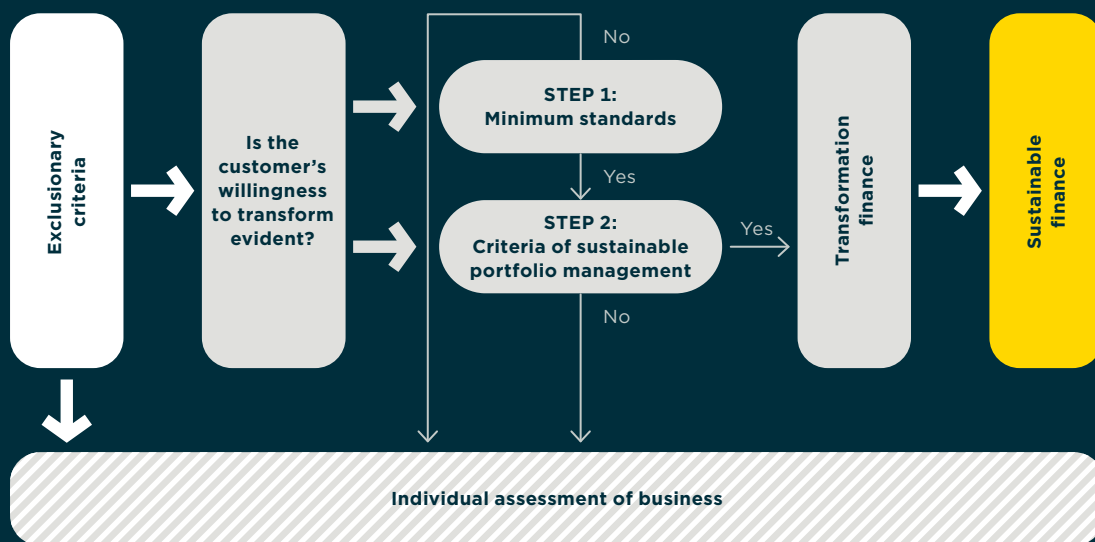 Exclusionary
criteria
Is the
customer’s
willingness
to transform
evident?
No
STEP 1:
Minimum standards
Yes
STEP 2:
Criteria of sustainable
portfolio management
Yes
No
Transformation
finance
Sustainable
finance
Individual assessment of business